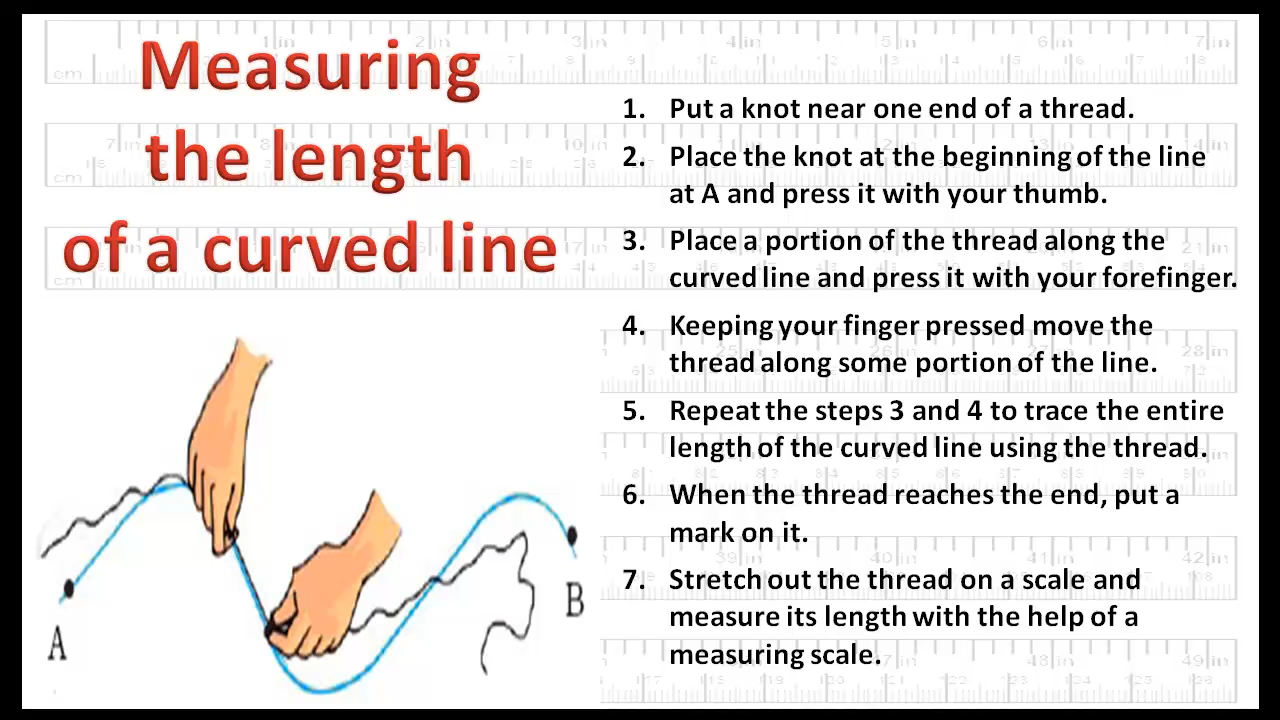 Measuring
the length
of a curved line
1. Put a knot near one end of a thread.
2. Place the knot at the beginning of the line
at A and press it with your thumb.
3. Place a portion of the thread along the
curved line and press it with your forefinger.
4. Keeping your finger pressed move the
thread along some portion of the line.
5. Repeat the steps 3 and 4 to trace the entire
length of the curved line using the thread.
6. When the thread reaches the end, put a
mark on it.
7. Stretch out the thread on a scale and
measure its length with the help of a
measuring scale.
A
B